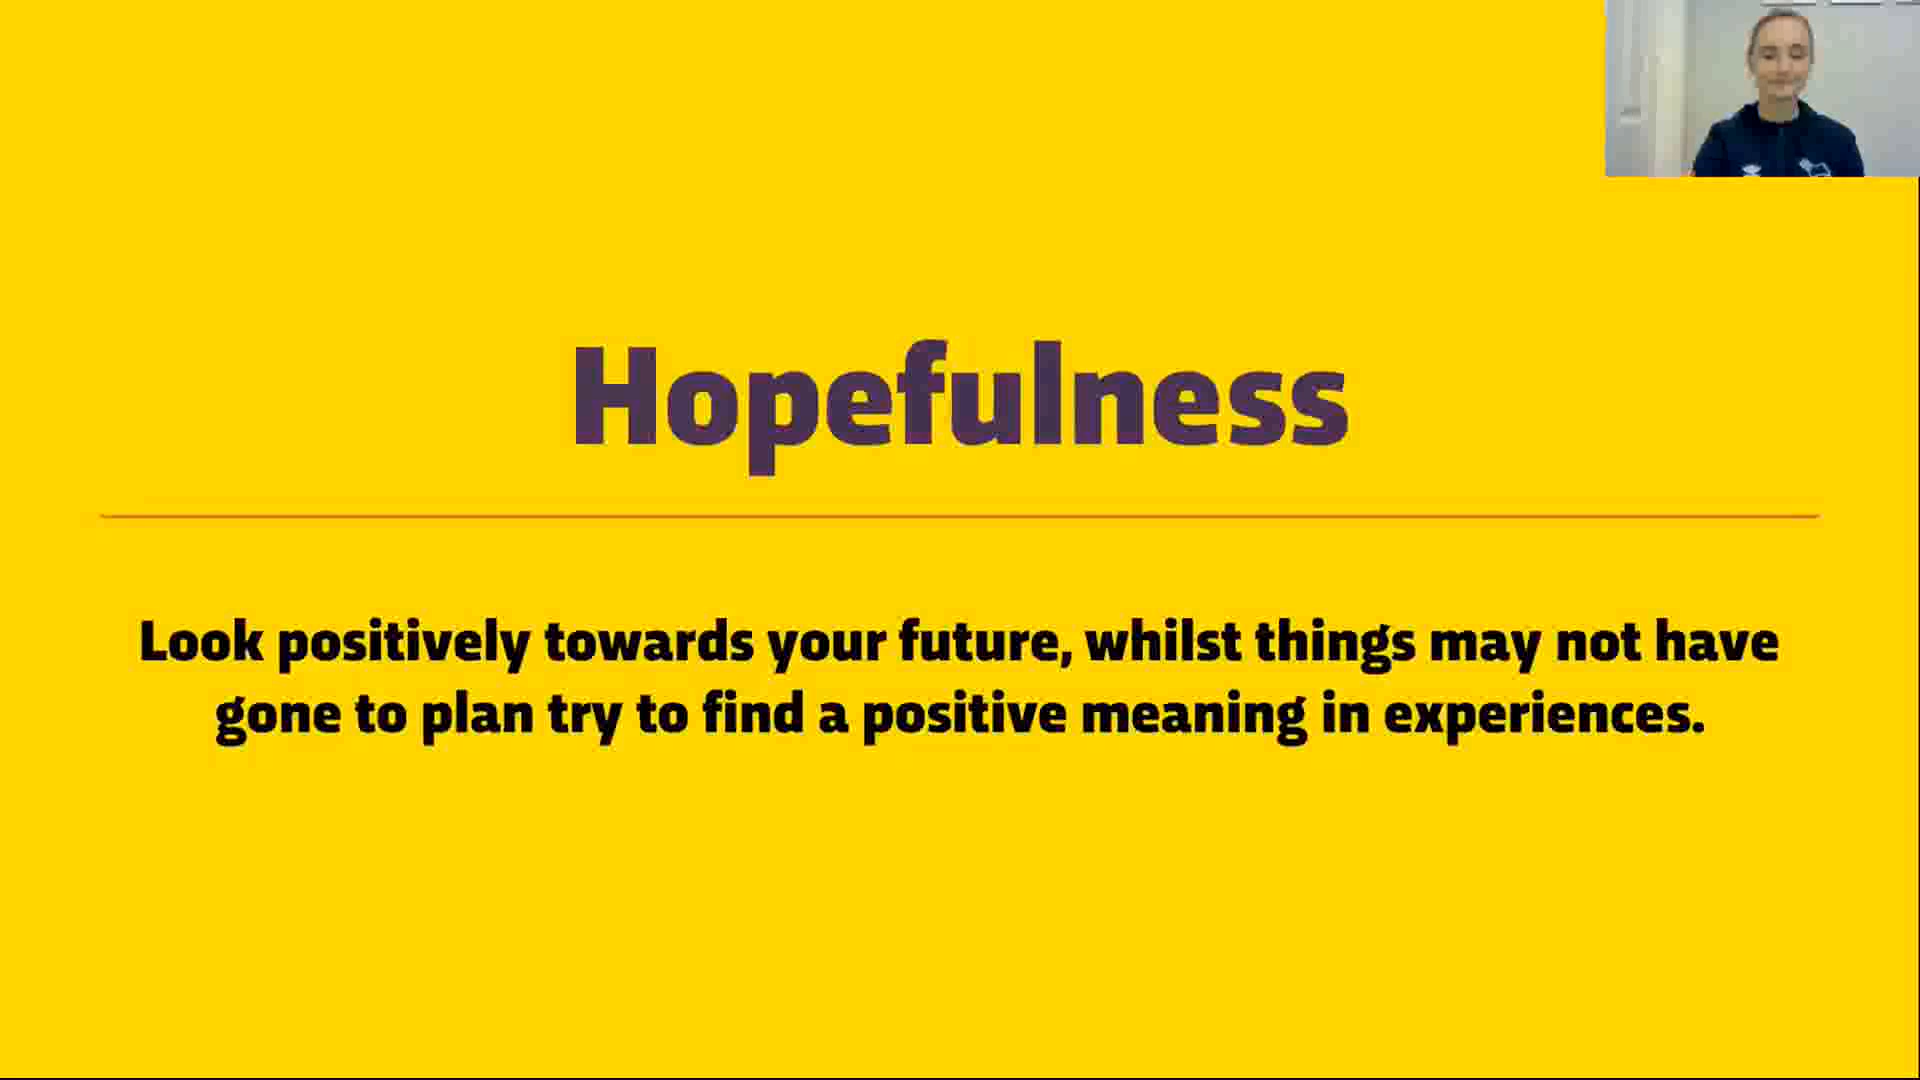 Hopefulness
Look positively towards your future, whilst things may not have
gone to plan try to find a positive meaning in experiences.